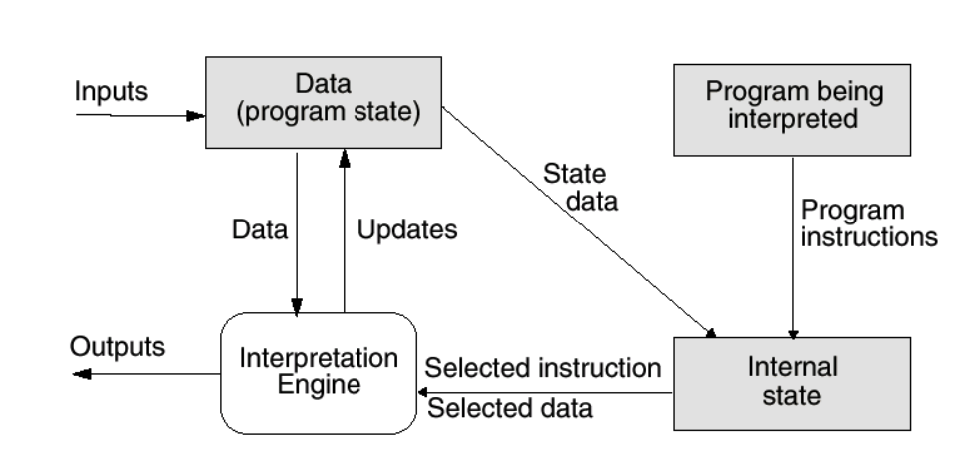 Inputs
Data
(program state)
Program being
interpreted
State
data
Data
Updates
Program
instructions
Outputs
Interpretation
Engine
Selected instruction
Selected data
Internal
state